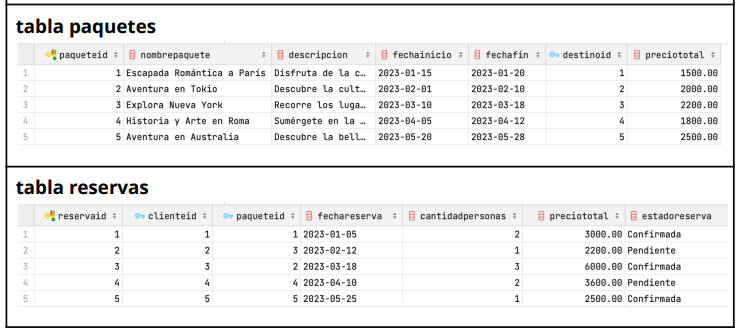 tabla paquetes
paqueteid nombrepaquete descripcion fechainicio fechafin destinoid preciototal
1 1 Escapada Romántica a París Disfruta de la c… 2023-01-15 2023-01-20 1 1500.00
2 2 Aventura en Tokio Descubre la cult… 2023-02-01 2023-02-10 2 2000.00
3 3 Explora Nueva York Recorre los luga… 2023-03-10 2023-03-18 3 2200.00
4 4 Historia y Arte en Roma Sumérgete en la … 2023-04-05 2023-04-12 4 1800.00
5 5 Aventura en Australia Descubre la bell… 2023-05-20 2023-05-28 5 2500.00
tabla reservas
reservaid clienteid paqueteid fechareserva cantidadpersonas preciototal estadoreserva
1 1 1 1 2023-01-05 2 3000.00 Confirmada
2 2 2 3 2023-02-12 1 2200.00 Pendiente
3 3 3 2 2023-03-18 3 6000.00 Confirmada
4 4 4 4 2023-04-10 2 3600.00 Pendiente
5 5 5 5 2023-05-25 1 2500.00 Confirmada